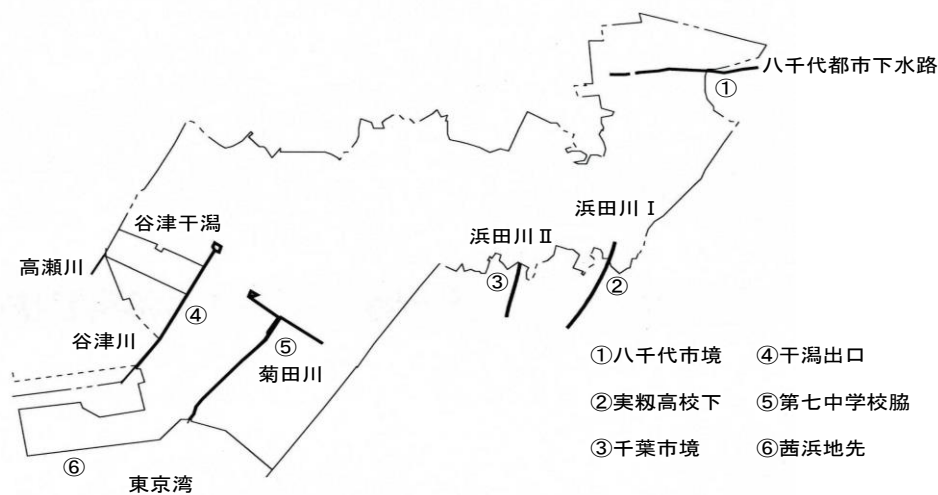 八千代都市下水路
①
浜田川Ⅰ
谷津干潟
浜田川Ⅱ
高瀬川
③
②
④
谷津川
⑤
菊田川
①八千代市境 ④干潟出口
②実籾高校下 ⑤第七中学校脇
③千葉市境 ⑥茜浜地先
⑥
東京湾